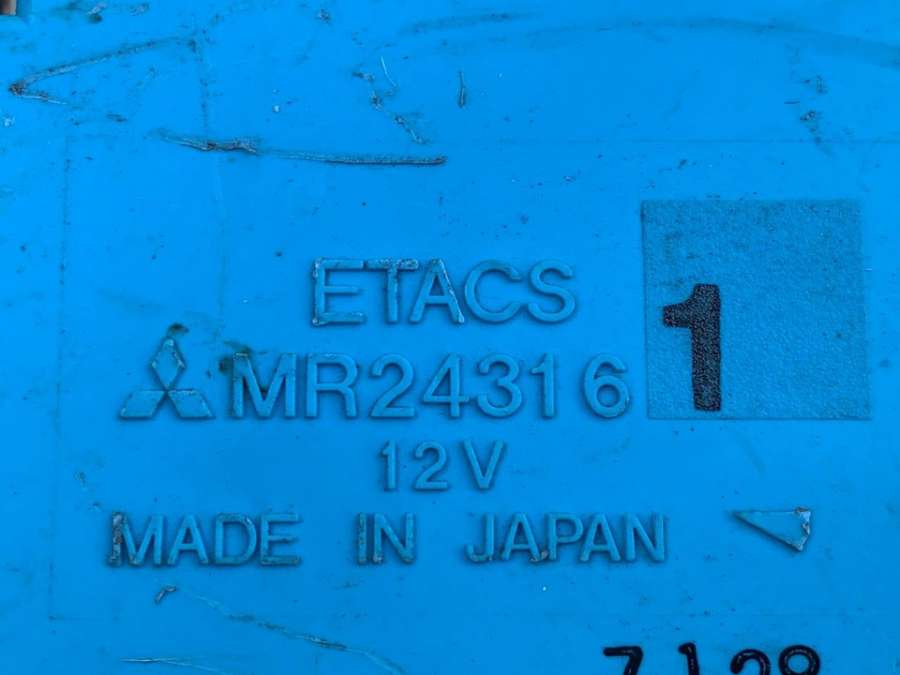 ETACS
MR24316 1
12V
MADE IN JAPAN